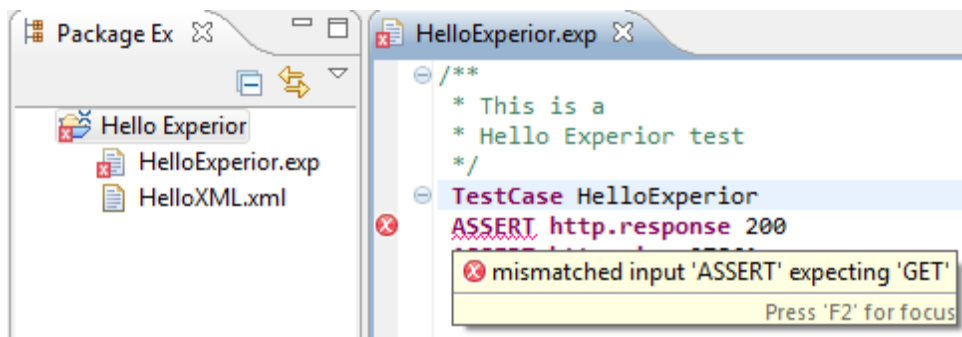 Package Ex
Hello Experior
HelloExperior.exp
HelloXML.xml
HelloExperior.exp
/**
* This is a
* Hello Experior test
*/
TestCase HelloExperior
ASSERT http.response 200
mismatched input 'ASSERT' expecting 'GET'
Press 'F2' for focus